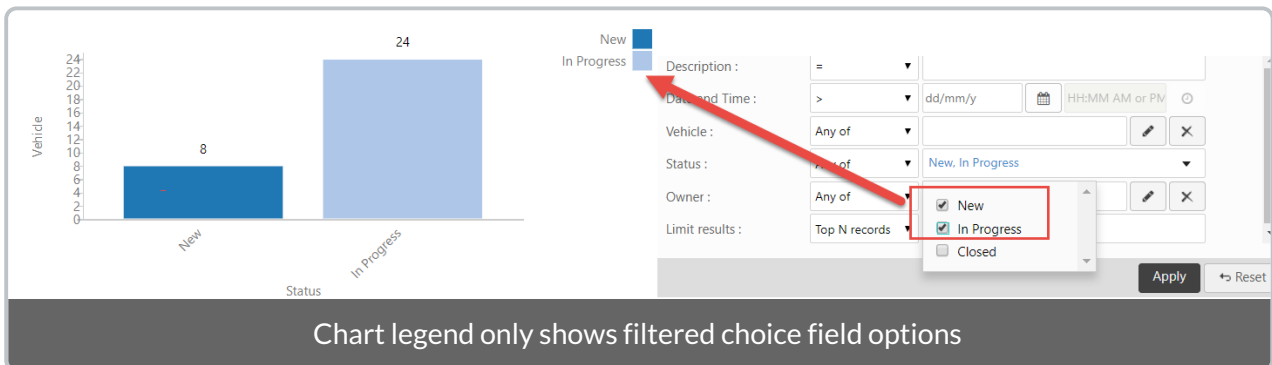 24
New
In Progress
Vehicle
24
22
20
18
16
14
12
10
8
6
4
2
0
8
New
In Progress
Status
Description : =
Date and Time : > dd/mm/y HH:MM AM or PM
Vehicle : Any of
Status : Any of New, In Progress
Owner : Any of
New
Limit results : Top N records In Progress
Closed
Apply Reset
Chart legend only shows filtered choice field options